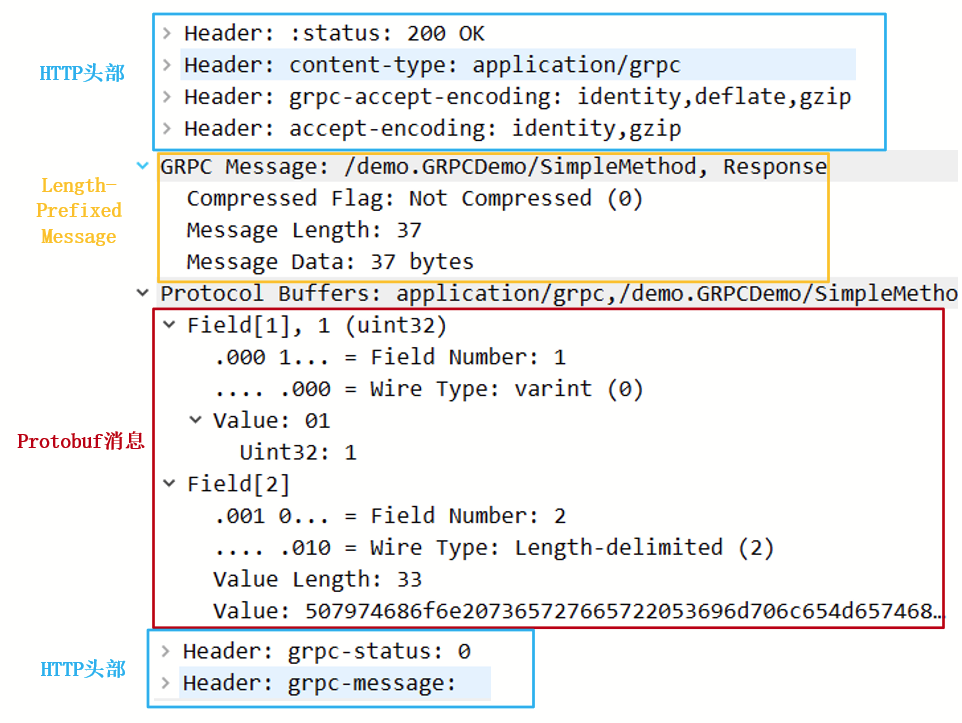 HTTP头部
Header: :status: 200 OK
Header: content-type: application/grpc
Header: grpc-accept-encoding: identity,deflate,gzip
Header: accept-encoding: identity,gzip
Length-
Prefixed
Message
GRPC Message: /demo.GRPCDemo/SimpleMethod, Response
Compressed Flag: Not Compressed (0)
Message Length: 37
Message Data: 37 bytes
Protocol Buffers: application/grpc,/demo.GRPCDemo/SimpleMetho
Protobuf消息
Field[1], 1 (uint32)
.000 1... = Field Number: 1
.... .000 = Wire Type: varint (0)
Value: 01
Uint32: 1
Field[2]
.001 0... = Field Number: 2
.... .010 = Wire Type: Length-delimited (2)
Value Length: 33
Value: 507974686f6e207365727665722053696d706c654d657468…
HTTP头部
Header: grpc-status: 0
Header: grpc-message: